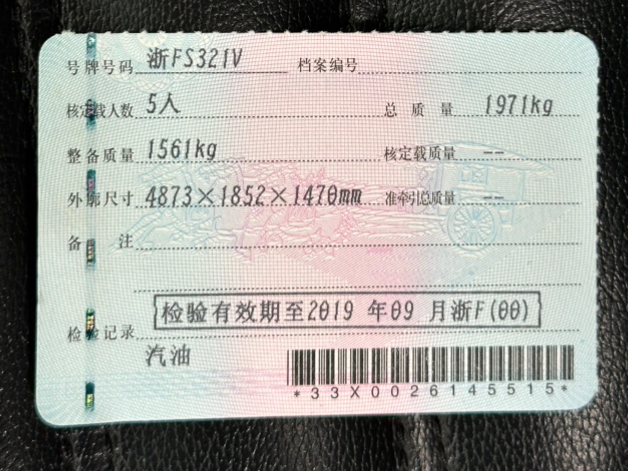 号牌号码 浙FS321V 档案编号
核定载人数 5人 总质量 1971kg
整备质量 1561kg 核定载质量 --
外廓尺寸 4873×1852×1470mm 准牵引总质量 --
备注
检验有效期至2019 年09 月浙F(00)
检验记录
汽油
*33X0026145515*